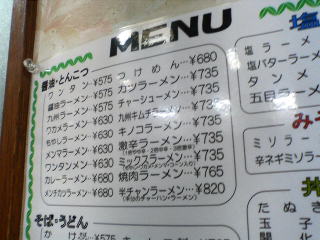 MENU
醤油・とんこつ
ワンタン…¥575
醤油ラーメン…¥575
九州ラーメン…¥575
ワカメラーメン…¥630
もやしラーメン…¥630
メンマラーメン…¥630
ワンタンメン…¥630
カレーラーメン…¥680
メンチカツラーメン…¥680
つけめん…¥680
カツラーメン…¥735
チャーシューメン…¥735
九州キムチラーメン…¥735
キノコラーメン…¥735
激辛ラーメン…¥735
ミックスラーメン…¥735
焼肉ラーメン…¥765
半チャンラーメン…¥820
そば・うどん
塩
塩ラーメン
塩バターラーメン
タンメ
五目ラーメン
み
ミソラー
辛ネギミソラーメ
丼
たぬき
玉子
開化